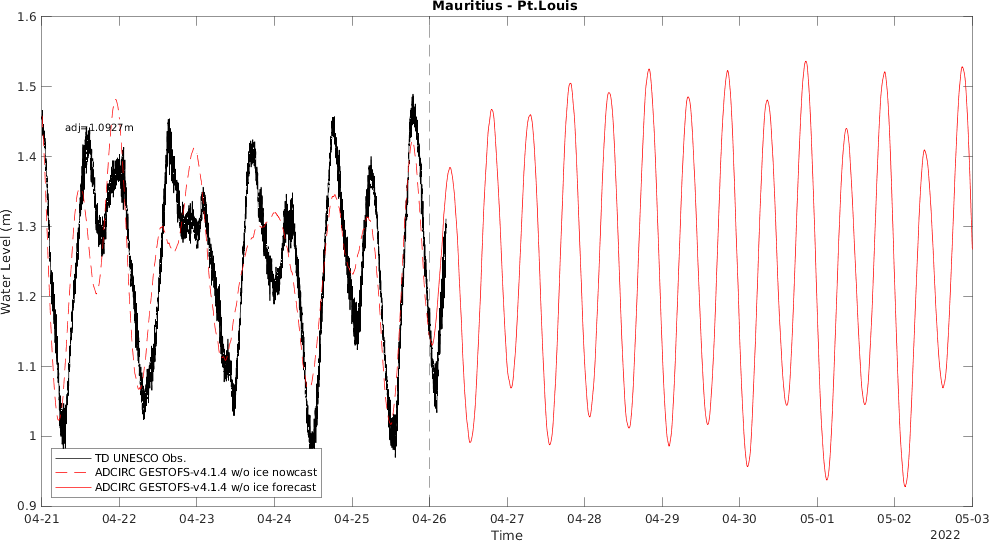 Mauritius - Pt.Louis
1.6
1.5
1.4
1.3
1.2
1.1
1
0.9
Water Level (m)
adj=1.0927m
TD UNESCO Obs.
ADCIRC GESTOFS-v4.1.4 w/o ice nowcast
ADCIRC GESTOFS-v4.1.4 w/o ice forecast
04-21 04-22 04-23 04-24 04-25 04-26 04-27 04-28 04-29 04-30 05-01 05-02 05-03
Time
2022